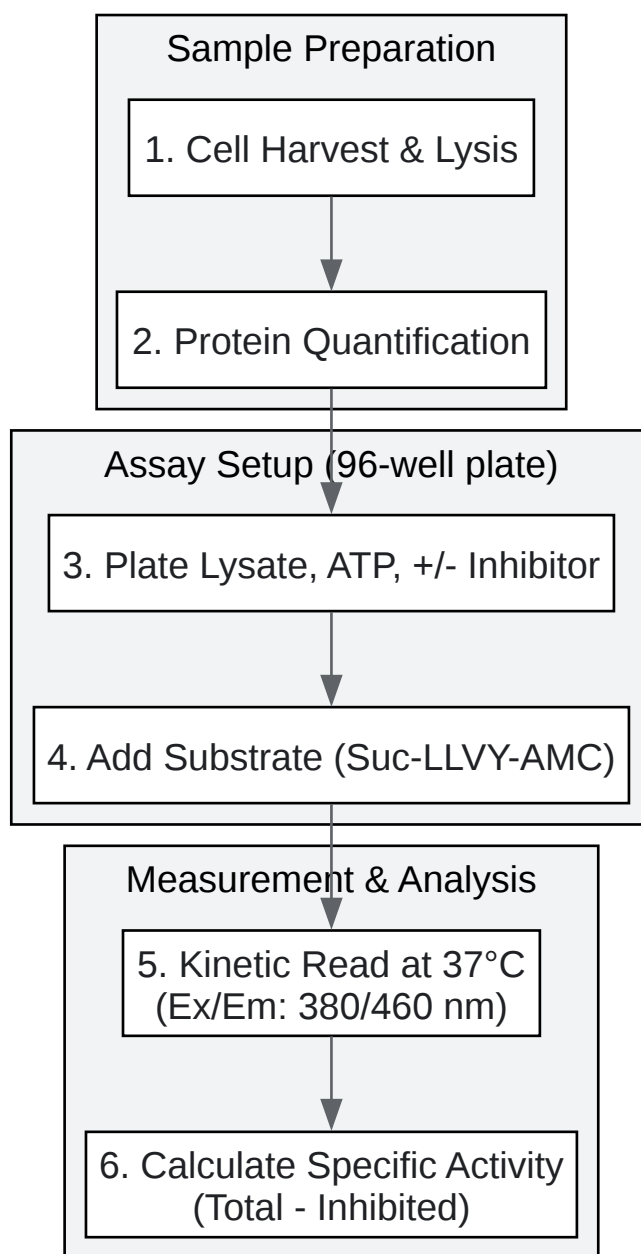 Sample Preparation
1. Cell Harvest & Lysis
2. Protein Quantification
Assay Setup (96-well plate)
3. Plate Lysate, ATP, +/- Inhibitor
4. Add Substrate (Suc-LLVY-AMC)
Measurement & Analysis
5. Kinetic Read at 37°C
(Ex/Em: 380/460 nm)
6. Calculate Specific Activity
(Total - Inhibited)